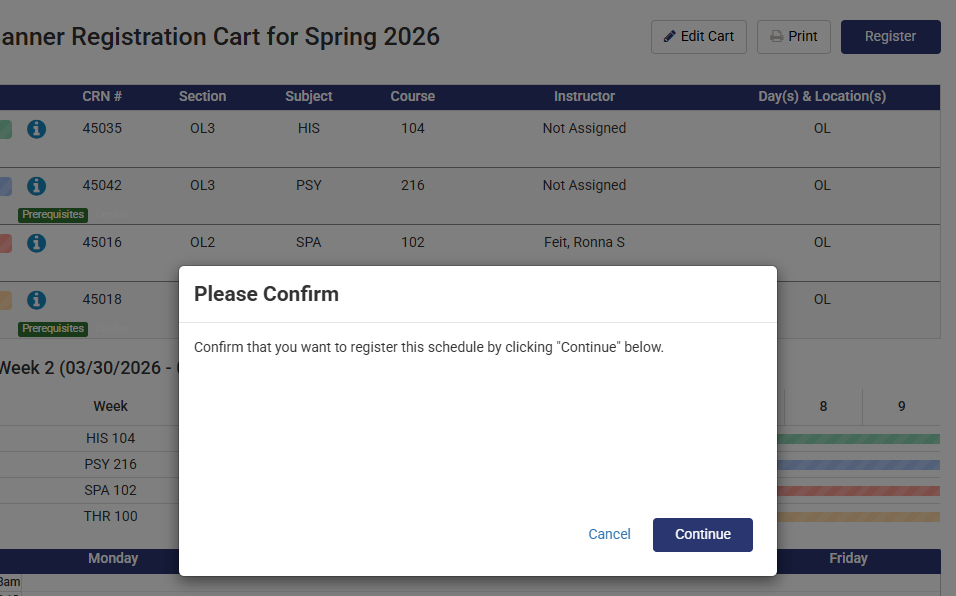 anner Registration Cart for Spring 2026
Edit Cart Print Register
CRN # Section Subject Course Instructor Day(s) & Location(s)
45035 OL3 HIS 104 Not Assigned OL
45042 OL3 PSY 216 Not Assigned OL
Prerequisites
45016 OL2 SPA 102 Feit, Ronna S OL
45018 OL
Prerequisites
Please Confirm
Confirm that you want to register this schedule by clicking "Continue" below.
Cancel Continue
Week 2 (03/30/2026 -
Week 8 9
HIS 104
PSY 216
SPA 102
THR 100
Monday Friday
8am